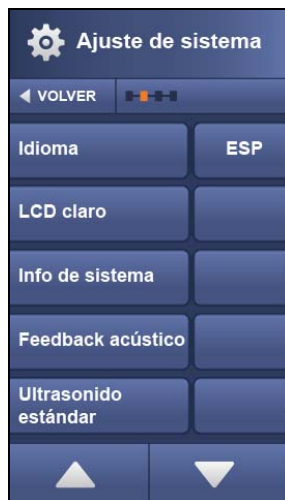 Ajuste de sistema
VOLVER
Idioma
ESP
LCD claro
Info de sistema
Feedback acústico
Ultrasonido
estándar